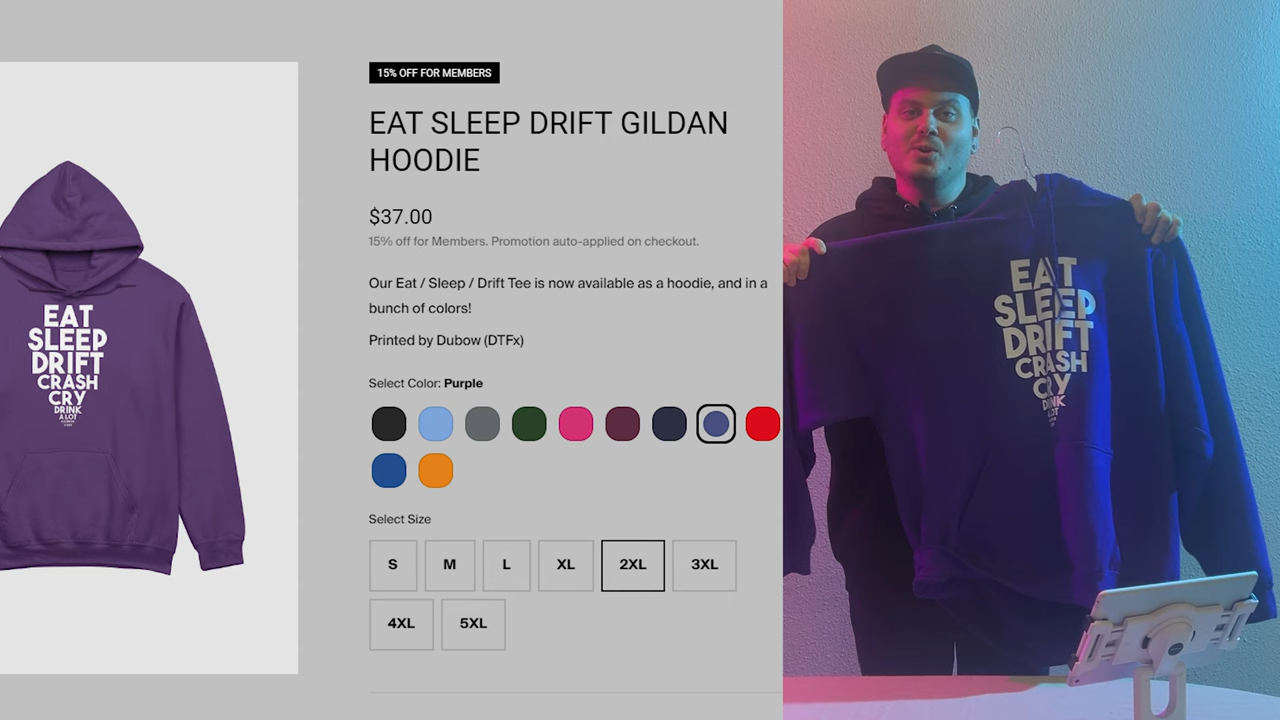 15% OFF FOR MEMBERS
EAT SLEEP DRIFT GILDAN
HOODIE
$37.00
15% off for Members. Promotion auto-applied on checkout.
Our Eat / Sleep / Drift Tee is now available as a hoodie, and in a
bunch of colors!
Printed by Dubow (DTFx)
Select Color: Purple
Select Size
S M L XL 2XL 3XL
4XL 5XL
EAT
SLEEP
DRIFT
CRASH
CRY
DRINK
A LOT
EAT
SLEEP
DRIFT
CRASH
CRY
DRINK
LOT